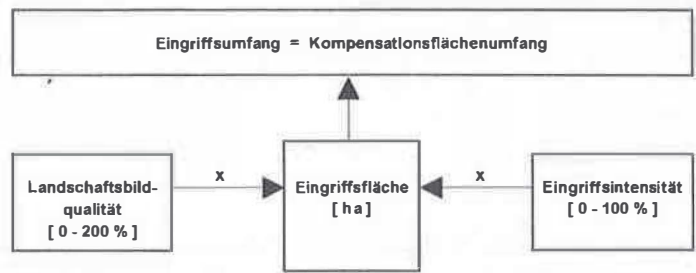 Eingriffsumfang = Kompensationsflächenumfang
x
x
Landschaftsbild-
qualität
[ 0 - 200 % ]
Eingriffsfläche
[ ha ]
Eingriffsintensität
[ 0 - 100 % ]